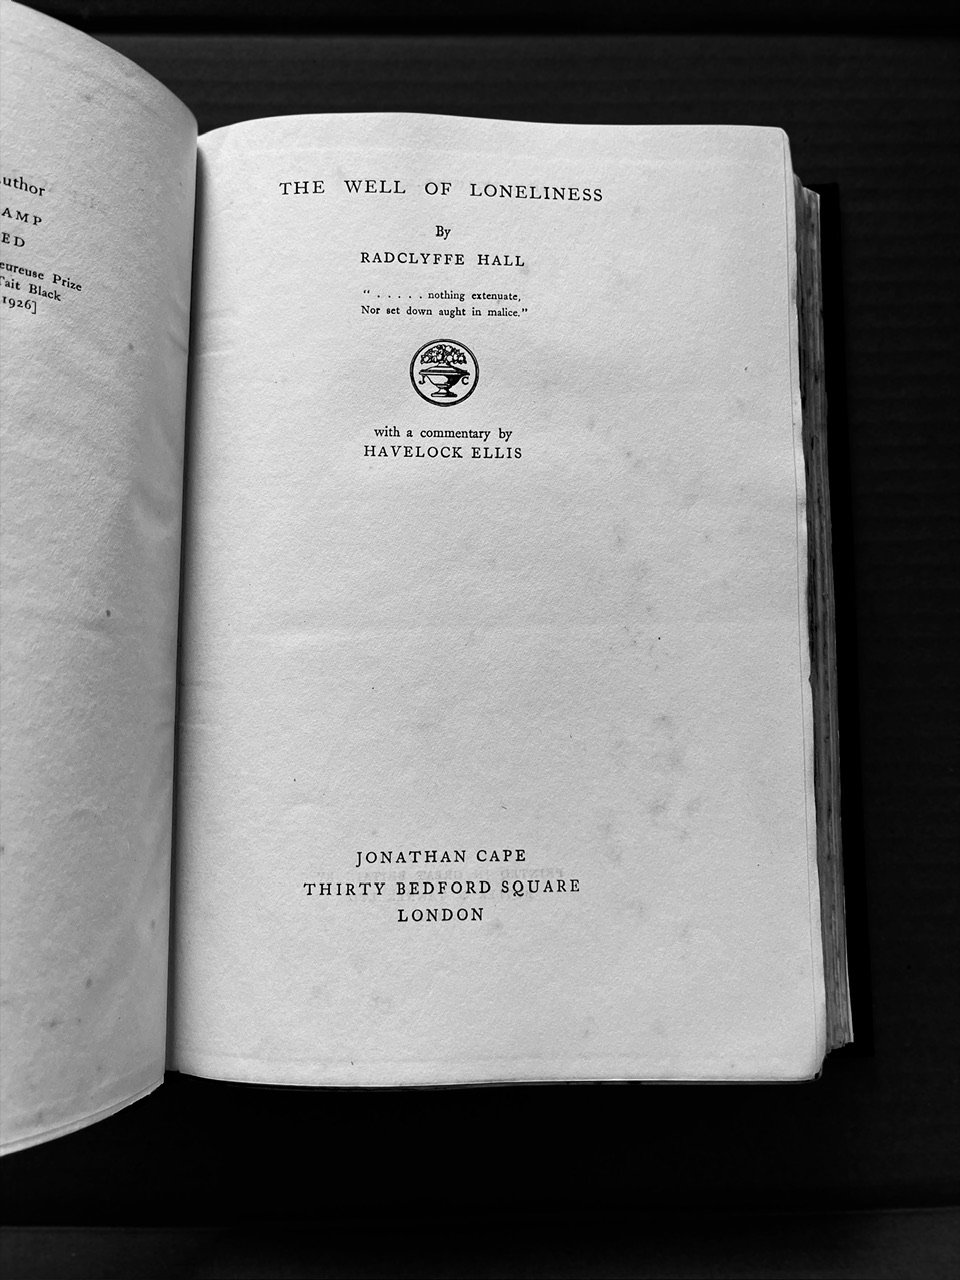 uthor
AMP
ED
eureuse Prize
Tait Black
1926]
THE WELL OF LONELINESS
By
RADCLYFFE HALL
“ . . . . . nothing extenuate,
Nor set down aught in malice.”
J C
with a commentary by
HAVELOCK ELLIS
JONATHAN CAPE
THIRTY BEDFORD SQUARE
LONDON